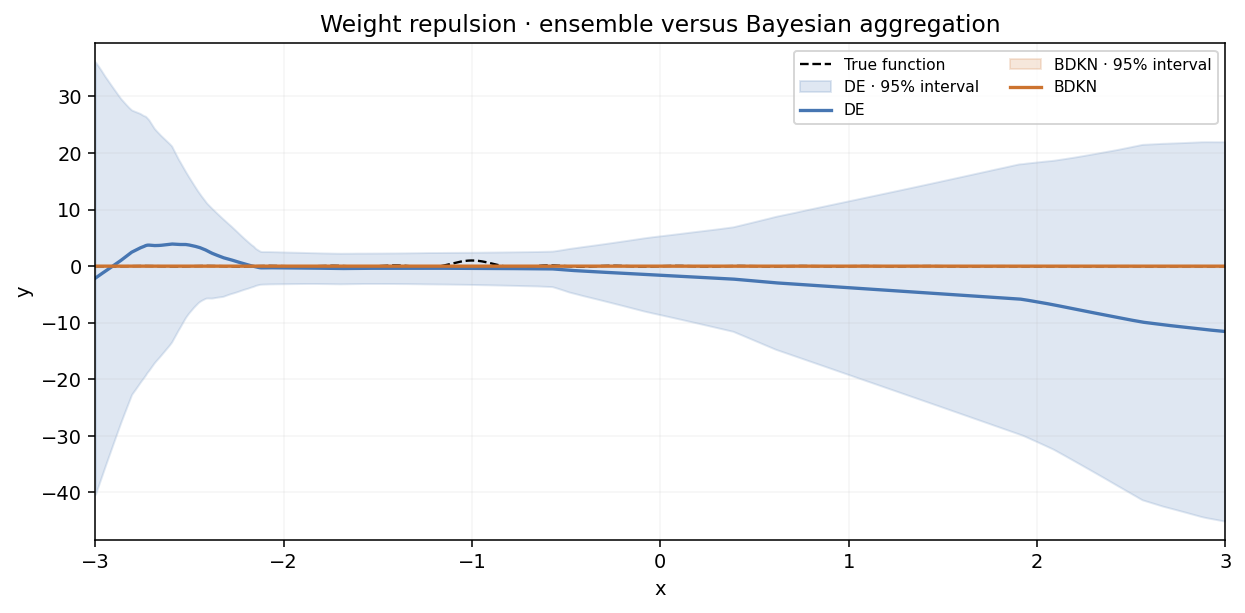 Weight repulsion · ensemble versus Bayesian aggregation
True function
DE · 95% interval
DE
BDKN · 95% interval
BDKN
y
30
20
10
0
−10
−20
−30
−40
−3
−2
−1
0
1
2
3
x